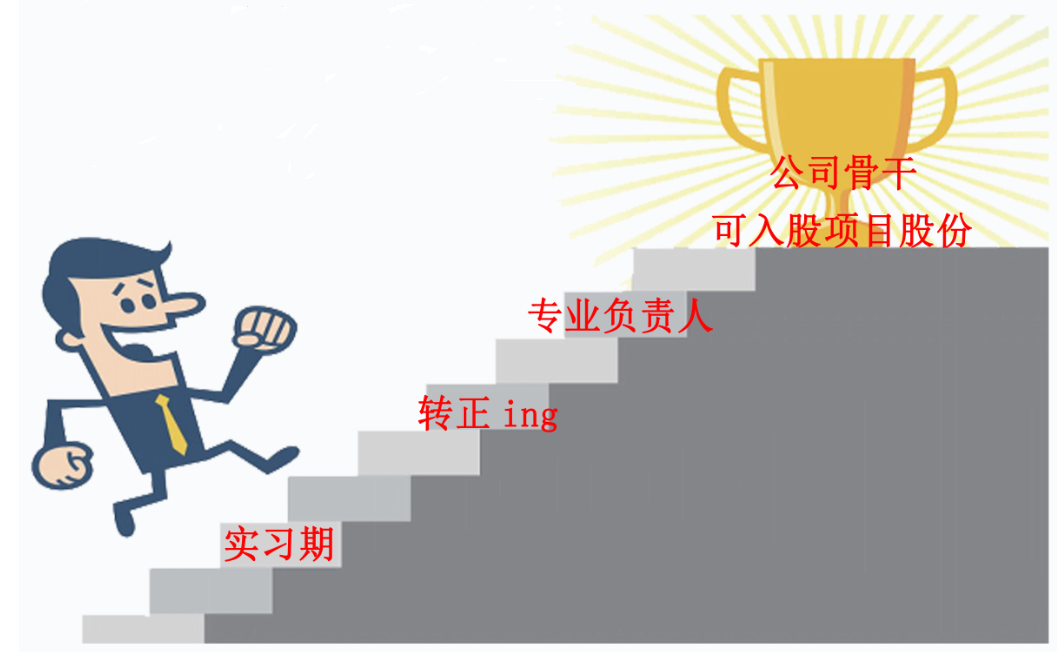 公司骨干
可入股项目股份
专业负责人
转正 ing
实习期